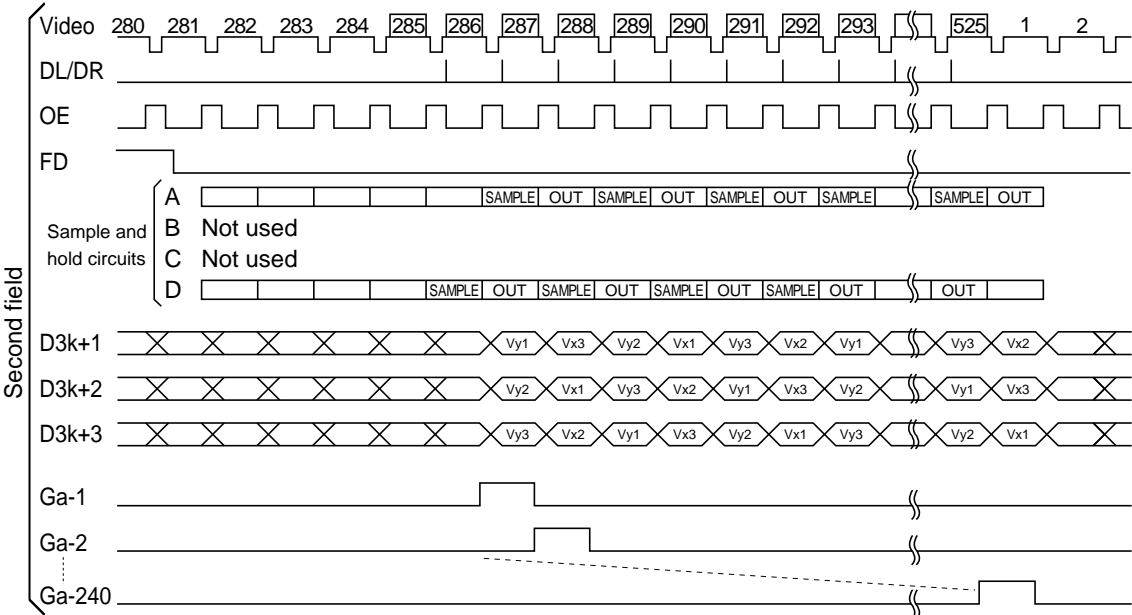 Second field
Video 280 281 282 283 284 285 286 287 288 289 290 291 292 293 525 1 2
DL/DR
OE
FD
Sample and
hold circuits
A SAMPLE OUT SAMPLE OUT SAMPLE OUT SAMPLE SAMPLE OUT
B Not used
C Not used
D SAMPLE OUT SAMPLE OUT SAMPLE OUT SAMPLE OUT OUT
D3k+1 Vy1 Vx3 Vy2 Vx1 Vy3 Vx2 Vy1 Vy3 Vx2
D3k+2 Vy2 Vx1 Vy3 Vx2 Vy1 Vx3 Vy2 Vy1 Vx3
D3k+3 Vy3 Vx2 Vy1 Vx3 Vy2 Vx1 Vy3 Vy2 Vx1
Ga-1
Ga-2
Ga-240